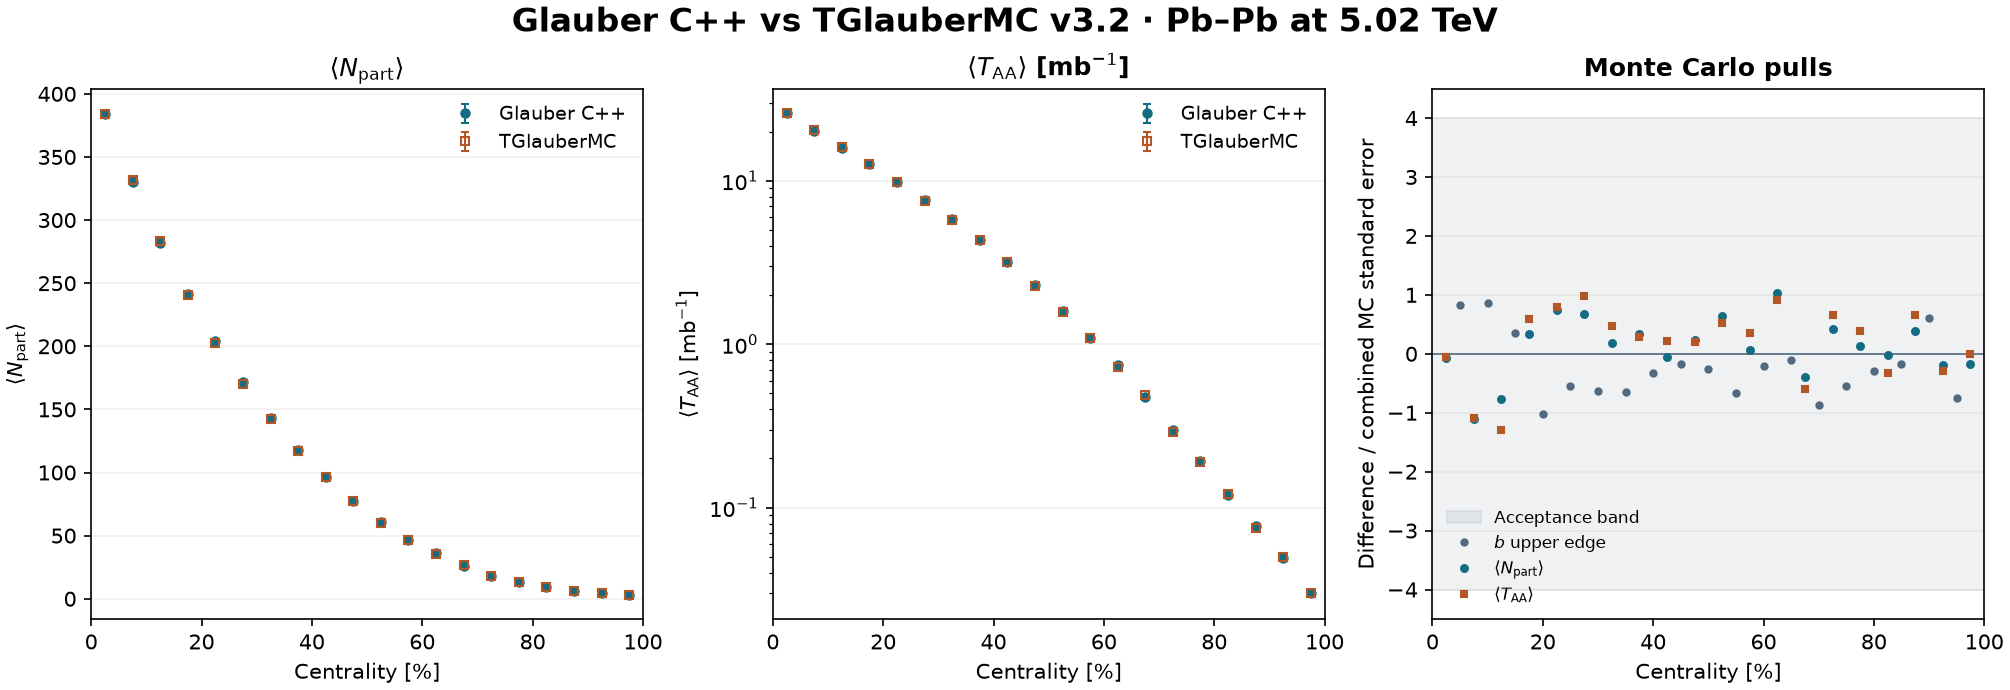 Glauber C++ vs TGlauberMC v3.2 · Pb–Pb at 5.02 TeV
⟨N_part⟩
400
350
300
250
200
150
100
50
0
⟨N_part⟩
0 20 40 60 80 100
Centrality [%]
Glauber C++
TGlauberMC
⟨T_AA⟩ [mb⁻¹]
10¹
10⁰
10⁻¹
⟨T_AA⟩ [mb⁻¹]
0 20 40 60 80 100
Centrality [%]
Glauber C++
TGlauberMC
Monte Carlo pulls
4
3
2
1
0
−1
−2
−3
−4
Difference / combined MC standard error
0 20 40 60 80 100
Centrality [%]
Acceptance band
b upper edge
⟨N_part⟩
⟨T_AA⟩